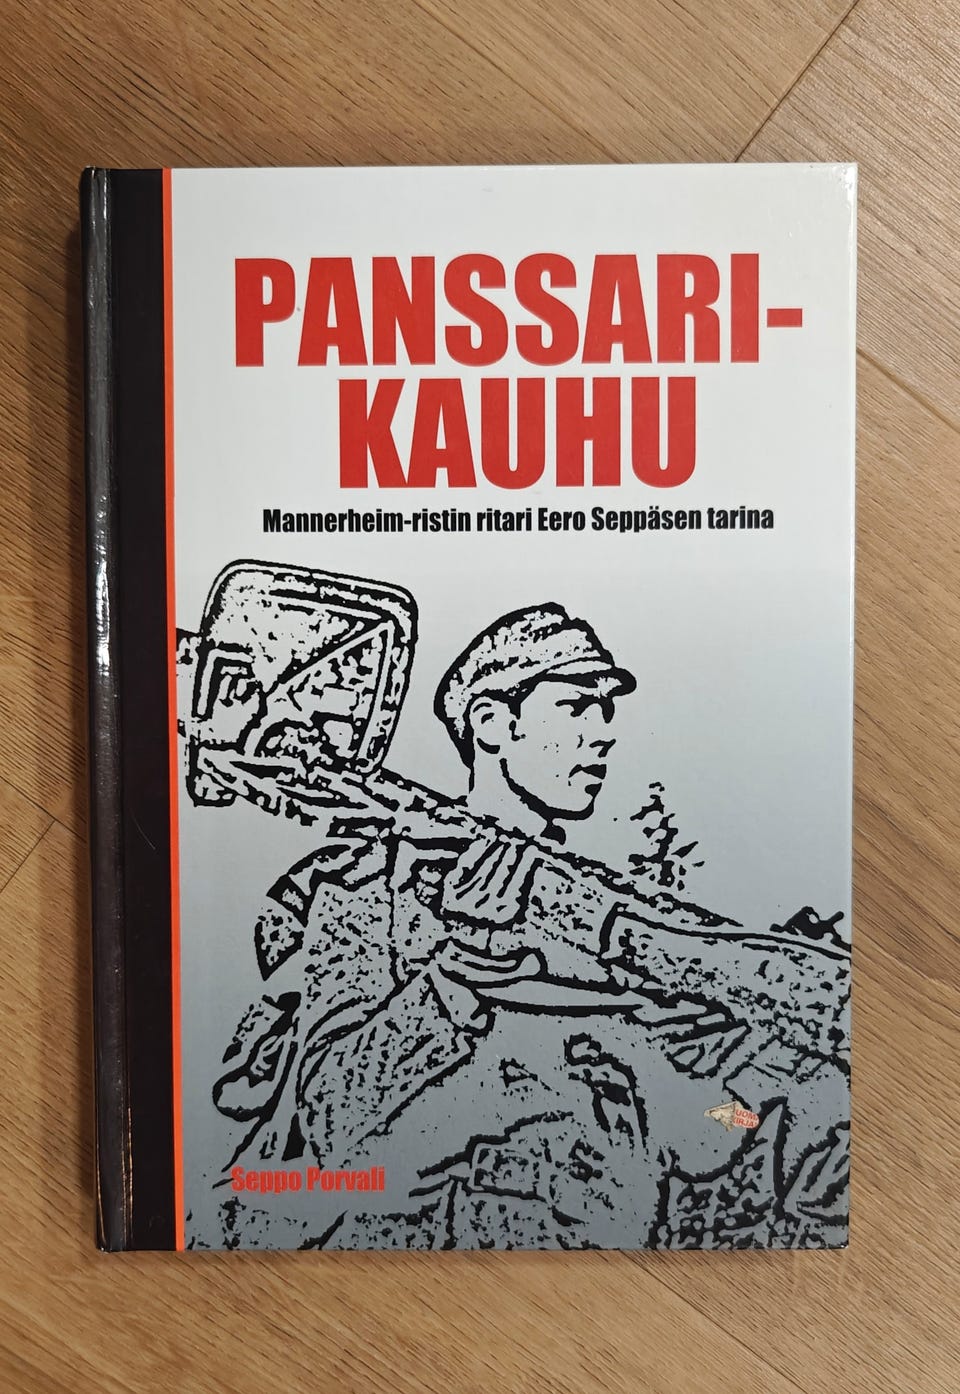 PANSSARI-
KAUHU
Mannerheim-ristin ritari Eero Seppäsen tarina
Seppo Porvali